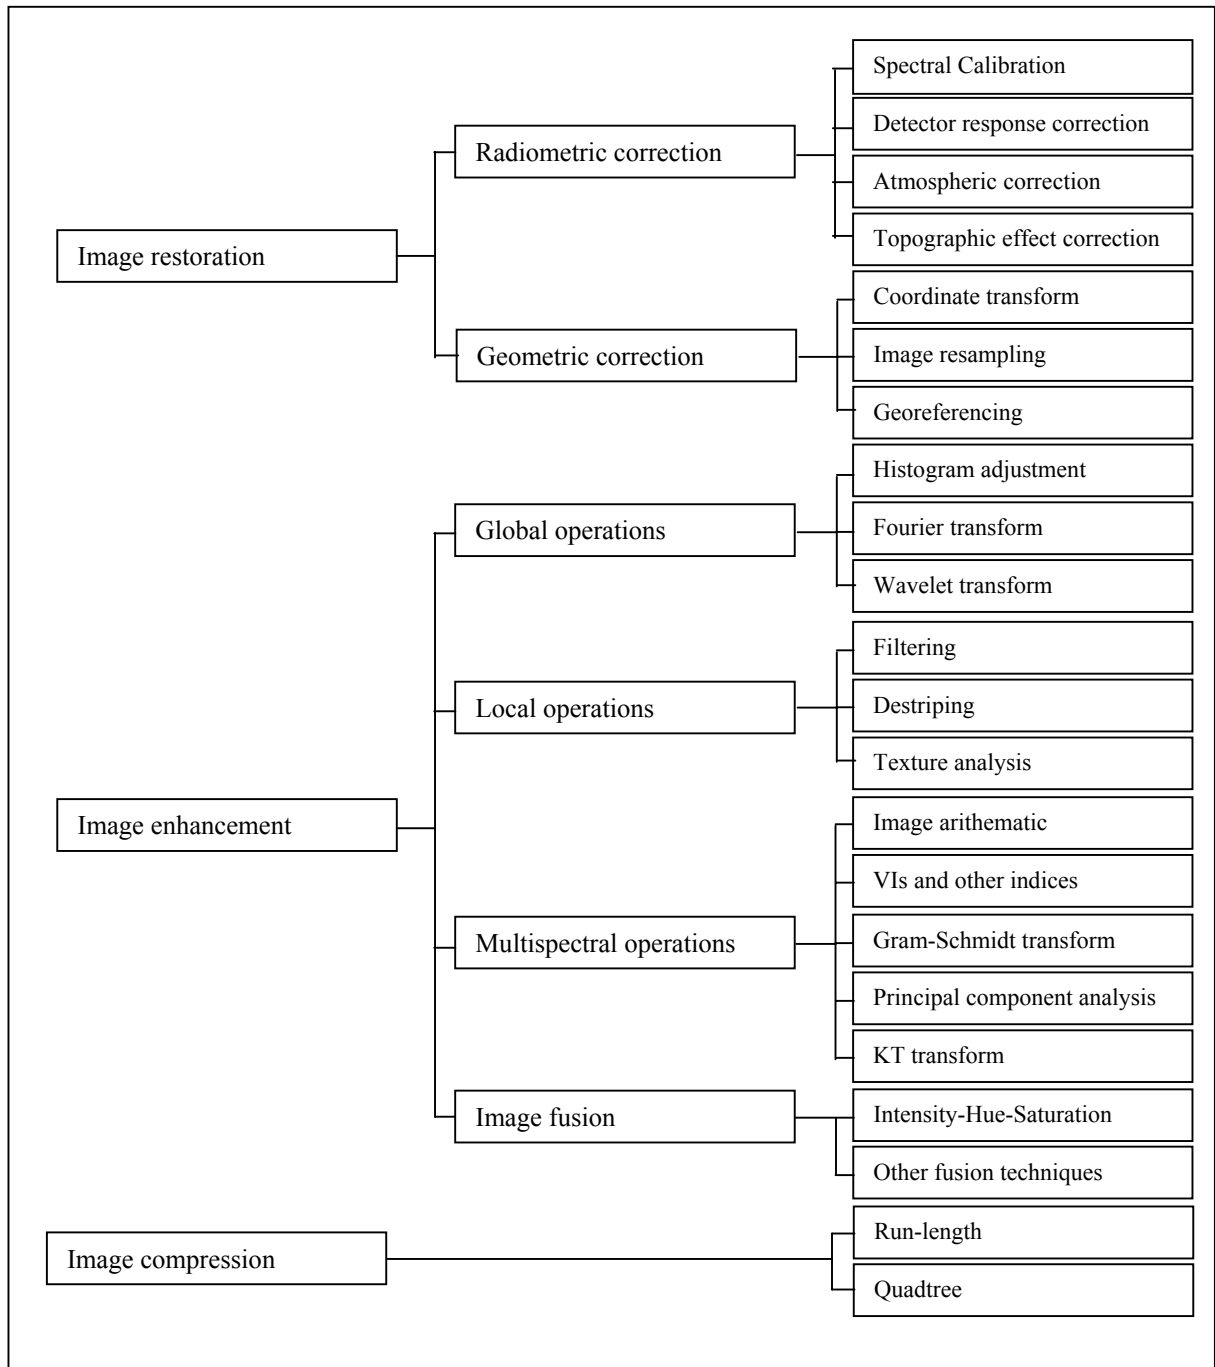 Image restoration
Radiometric correction
Spectral Calibration
Detector response correction
Atmospheric correction
Topographic effect correction
Geometric correction
Coordinate transform
Image resampling
Georeferencing
Image enhancement
Global operations
Histogram adjustment
Fourier transform
Wavelet transform
Local operations
Filtering
Destriping
Texture analysis
Multispectral operations
Image arithematic
VIs and other indices
Gram-Schmidt transform
Principal component analysis
KT transform
Image fusion
Intensity-Hue-Saturation
Other fusion techniques
Image compression
Run-length
Quadtree